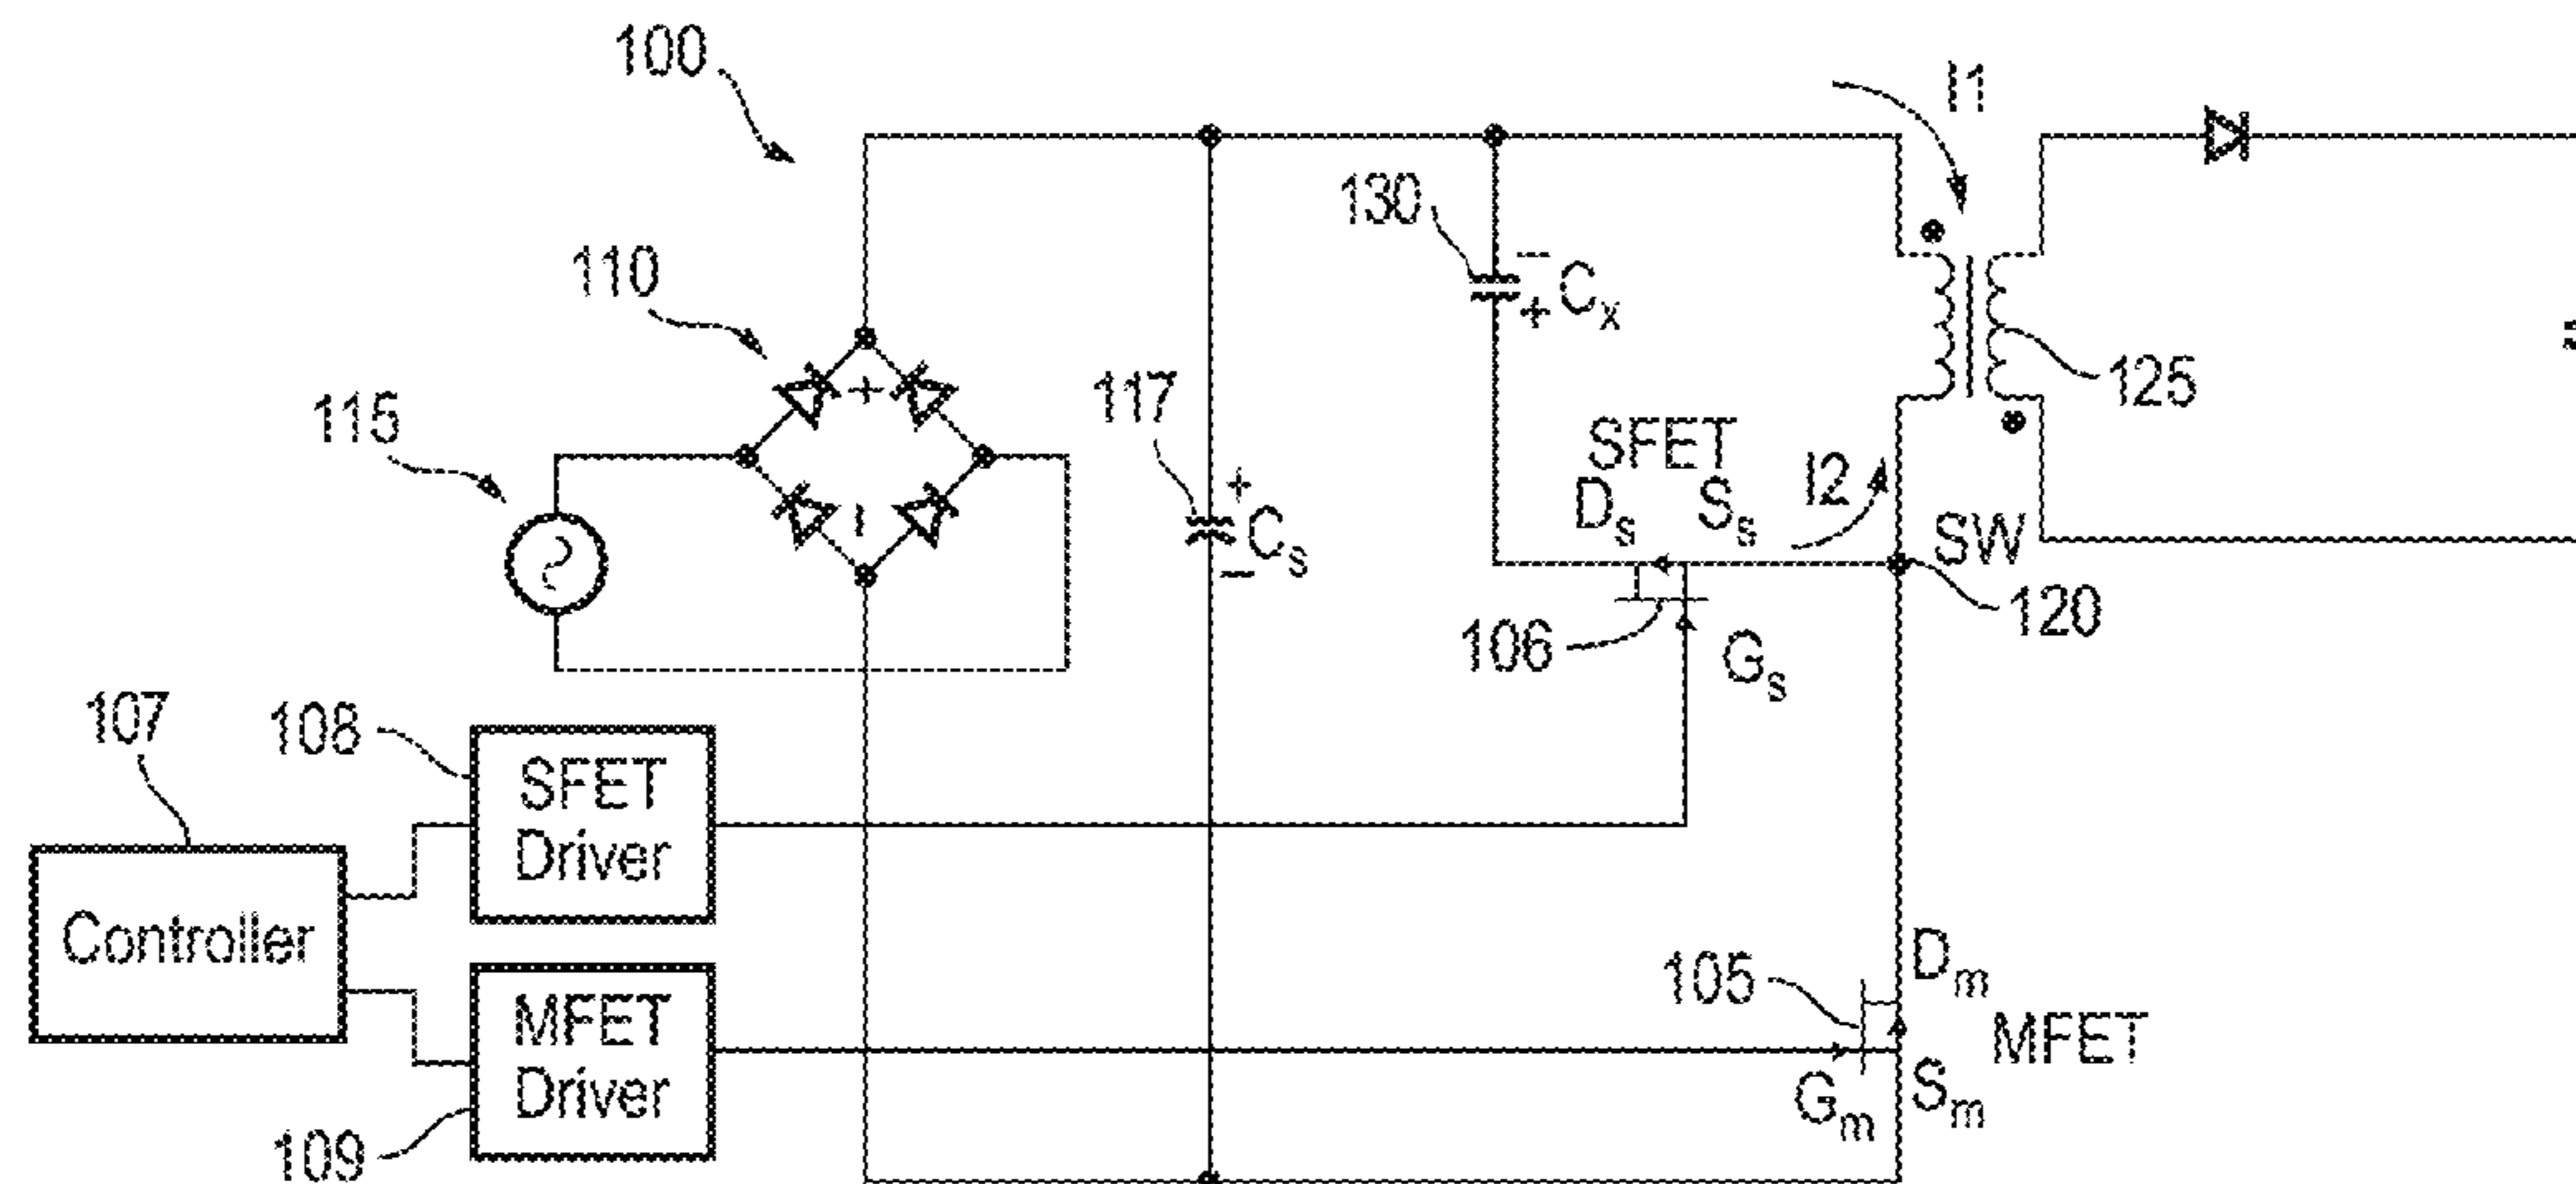 100
I1
130
− Cx
+
110
+
−
115
117
+
Cs
−
125
SFET
Ds Ss
I2
SW
120
106
Gs
107
108
SFET
Driver
Controller
MFET
Driver
109
105
Dm
MFET
Gm
Sm